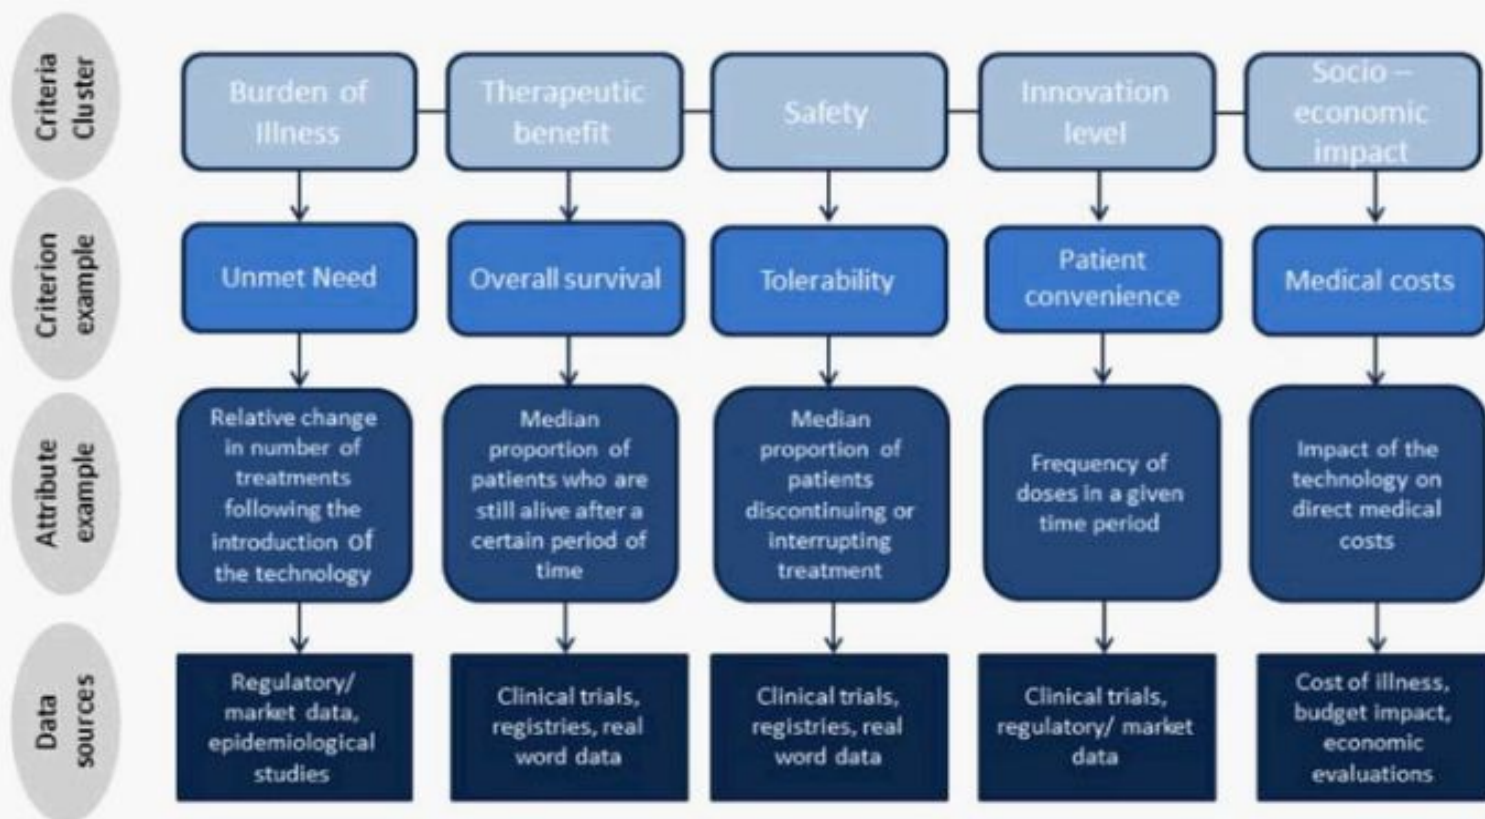 Criteria
Cluster
Burden of
Illness
Therapeutic
benefit
Safety
Innovation
level
Socio –
economic
impact
Criterion
example
Unmet Need
Overall survival
Tolerability
Patient
convenience
Medical costs
Attribute
example
Relative change
in number of
treatments
following the
introduction of
the technology
Median
proportion of
patients who are
still alive after a
certain period of
time
Median
proportion of
patients
discontinuing or
interrupting
treatment
Frequency of
doses in a given
time period
Impact of the
technology on
direct medical
costs
Data
sources
Regulatory/
market data,
epidemiological
studies
Clinical trials,
registries, real
word data
Clinical trials,
registries, real
word data
Clinical trials,
regulatory/ market
data
Cost of illness,
budget impact,
economic
evaluations